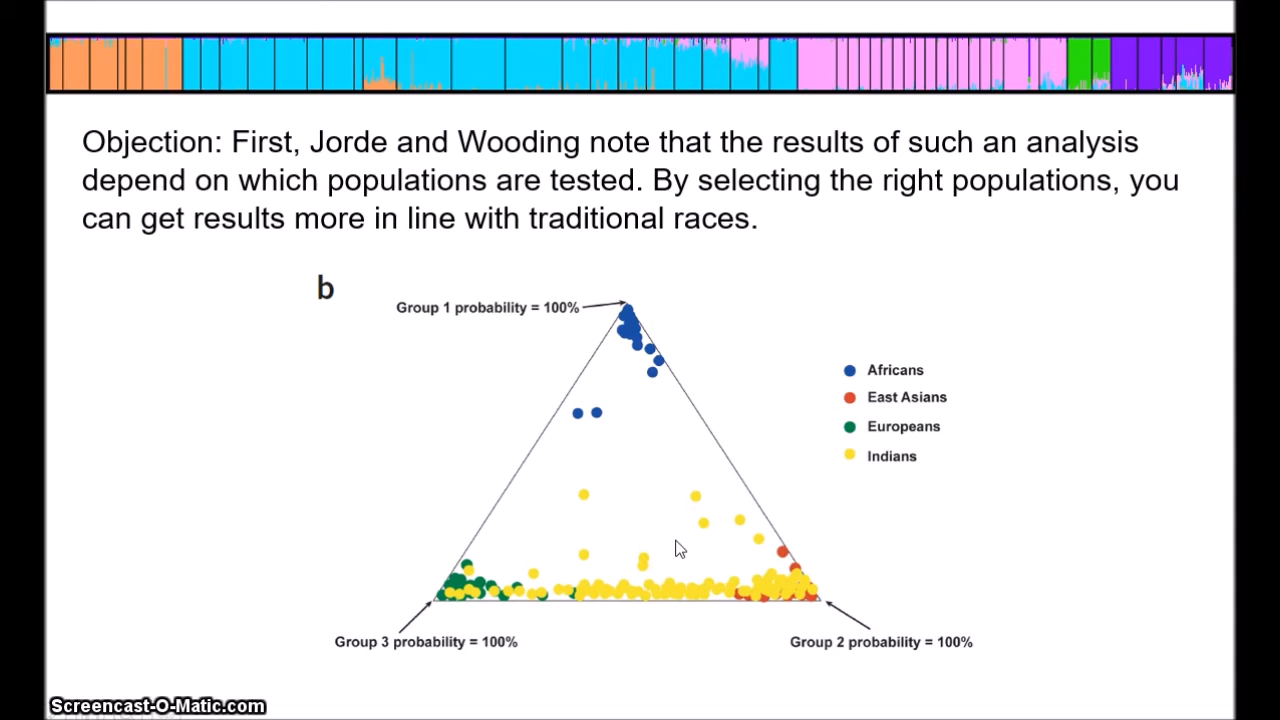 Objection: First, Jorde and Wooding note that the results of such an analysis
depend on which populations are tested. By selecting the right populations, you
can get results more in line with traditional races.
b
Group 1 probability = 100%
Africans
East Asians
Europeans
Indians
Group 3 probability = 100%
Group 2 probability = 100%
Screencast-O-Matic.com